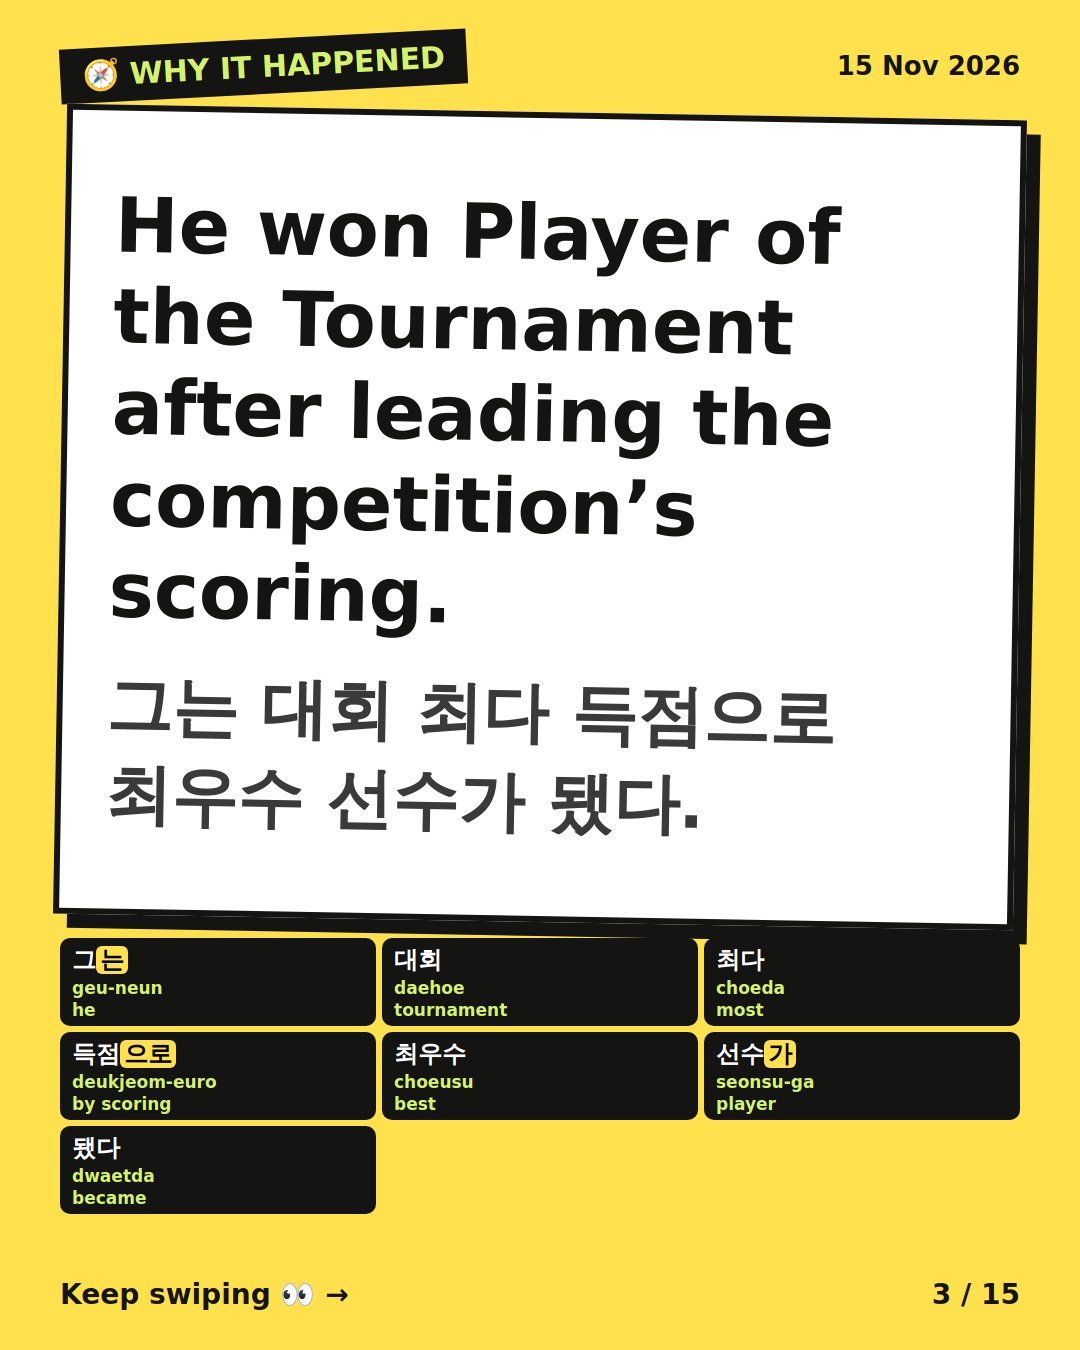 🧭 WHY IT HAPPENED
15 Nov 2026
He won Player of
the Tournament
after leading the
competition’s
scoring.
그는 대회 최다 득점으로
최우수 선수가 됐다.
그는
geu-neun
he
대회
daehoe
tournament
최다
choeda
most
득점으로
deukjeom-euro
by scoring
최우수
choeusu
best
선수가
seonsu-ga
player
됐다
dwaetda
became
Keep swiping 👀 →
3 / 15